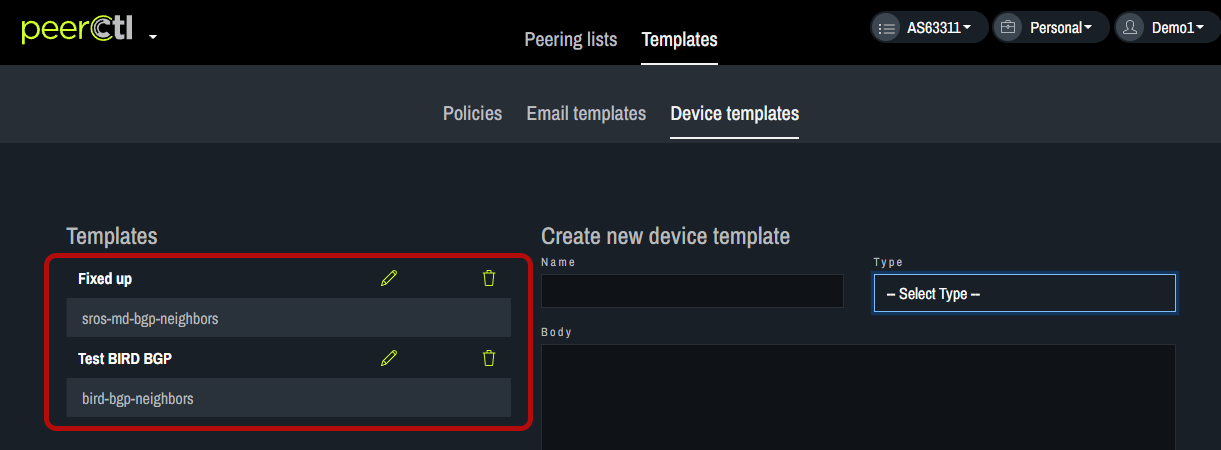 peerCtl
Peering lists Templates
AS63311 Personal Demo1
Policies Email templates Device templates
Templates
Fixed up
sros-md-bgp-neighbors
Test BIRD BGP
bird-bgp-neighbors
Create new device template
Name Type
-- Select Type --
Body